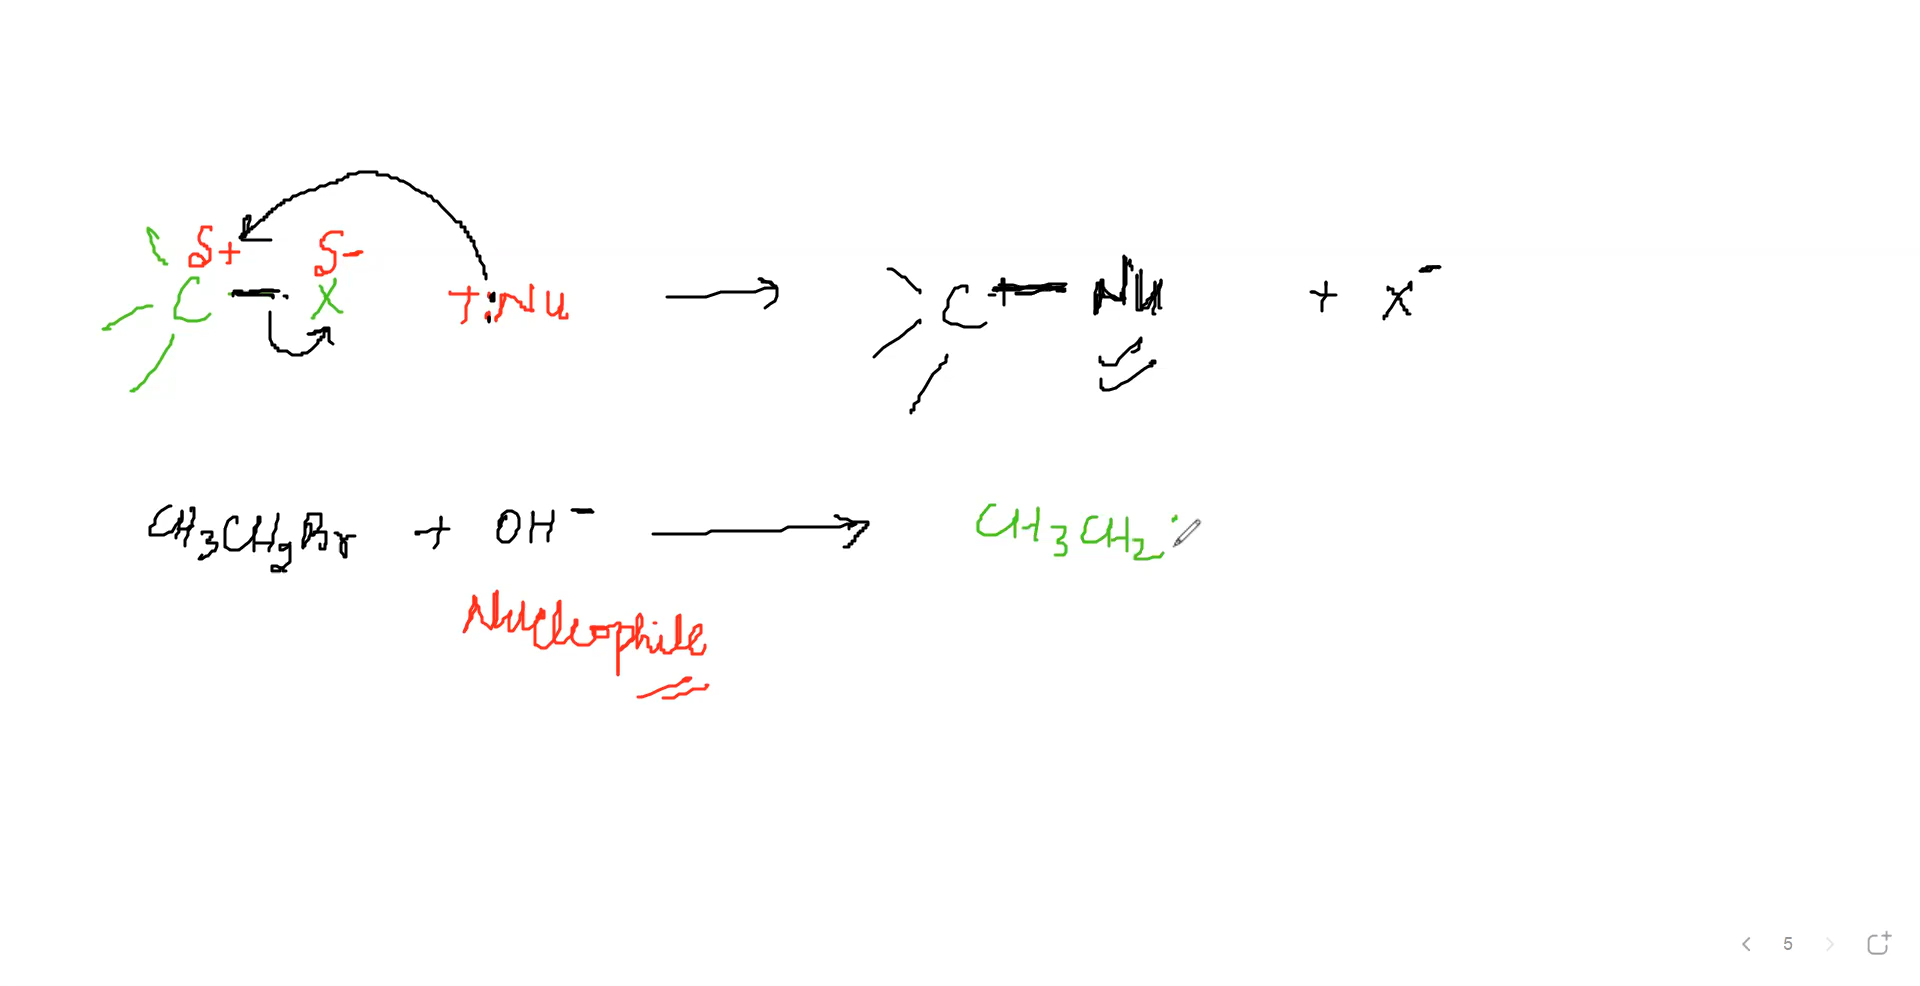 δ+ δ-
C — X + :Nu → C — Nu + X⁻
CH₃CH₂Br + OH⁻ → CH₃CH₂
Nucleophile
5